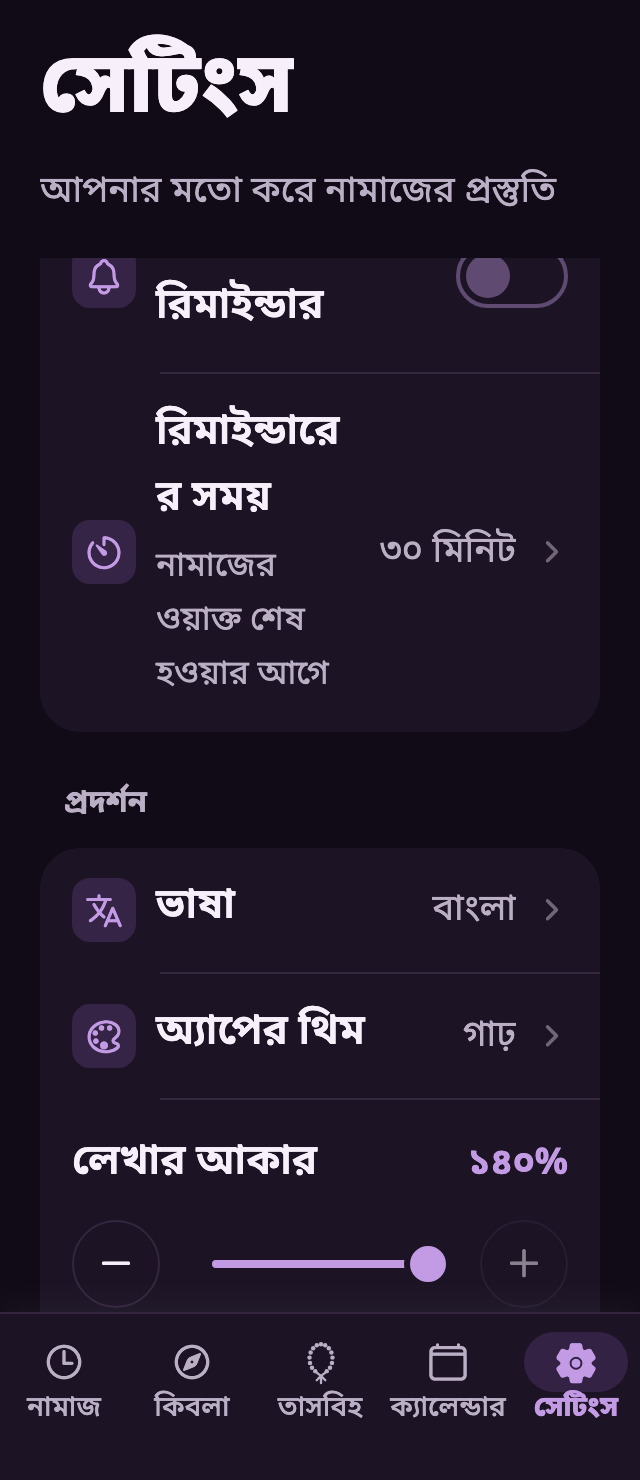 সেটিংস
আপনার মতো করে নামাজের প্রস্তুতি
রিমাইন্ডার
রিমাইন্ডারে
র সময়
নামাজের
ওয়াক্ত শেষ
হওয়ার আগে
৩০ মিনিট
প্রদর্শন
ভাষা
বাংলা
অ্যাপের থিম
গাঢ়
লেখার আকার
১৪০%
নামাজ
কিবলা
তাসবিহ
ক্যালেন্ডার
সেটিংস